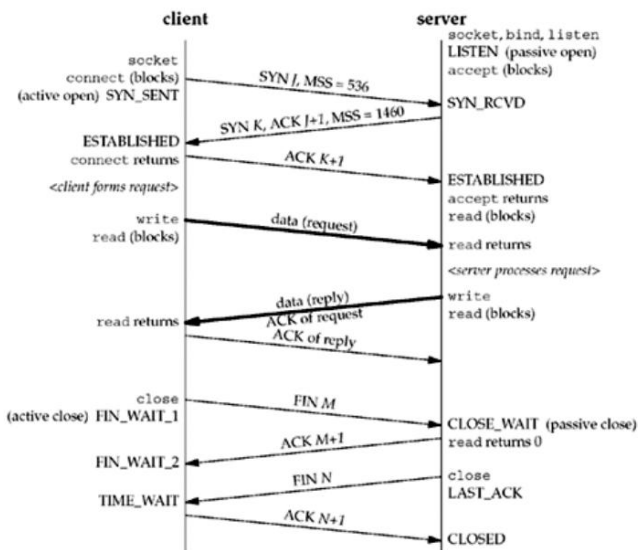 client
server
socket, bind, listen
LISTEN (passive open)
accept (blocks)
socket
connect (blocks)
(active open) SYN_SENT
SYN J, MSS = 536
SYN_RCVD
SYN K, ACK J+1, MSS = 1460
ESTABLISHED
connect returns
ACK K+1
<client forms request>
ESTABLISHED
accept returns
read (blocks)
write
read (blocks)
data (request)
read returns
<server processes request>
write
read (blocks)
data (reply)
ACK of request
read returns
ACK of reply
close
(active close) FIN_WAIT_1
FIN M
CLOSE_WAIT (passive close)
read returns 0
ACK M+1
FIN_WAIT_2
close
LAST_ACK
FIN N
TIME_WAIT
ACK N+1
CLOSED